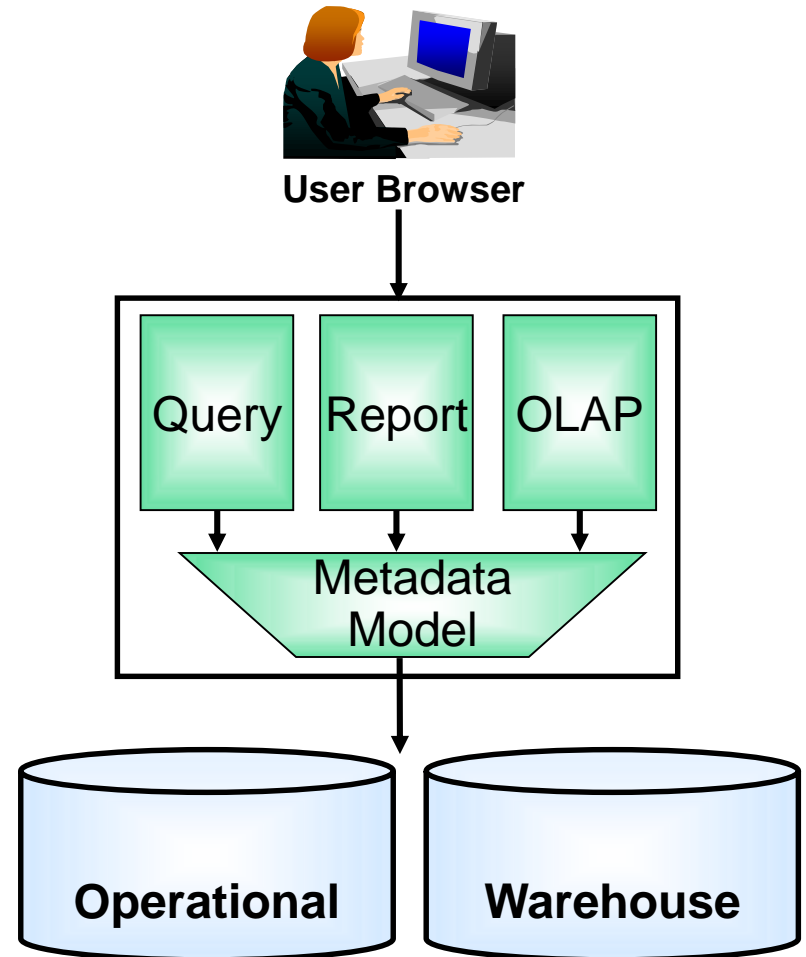 User Browser
Query
Report
OLAP
Metadata
Model
Operational
Warehouse